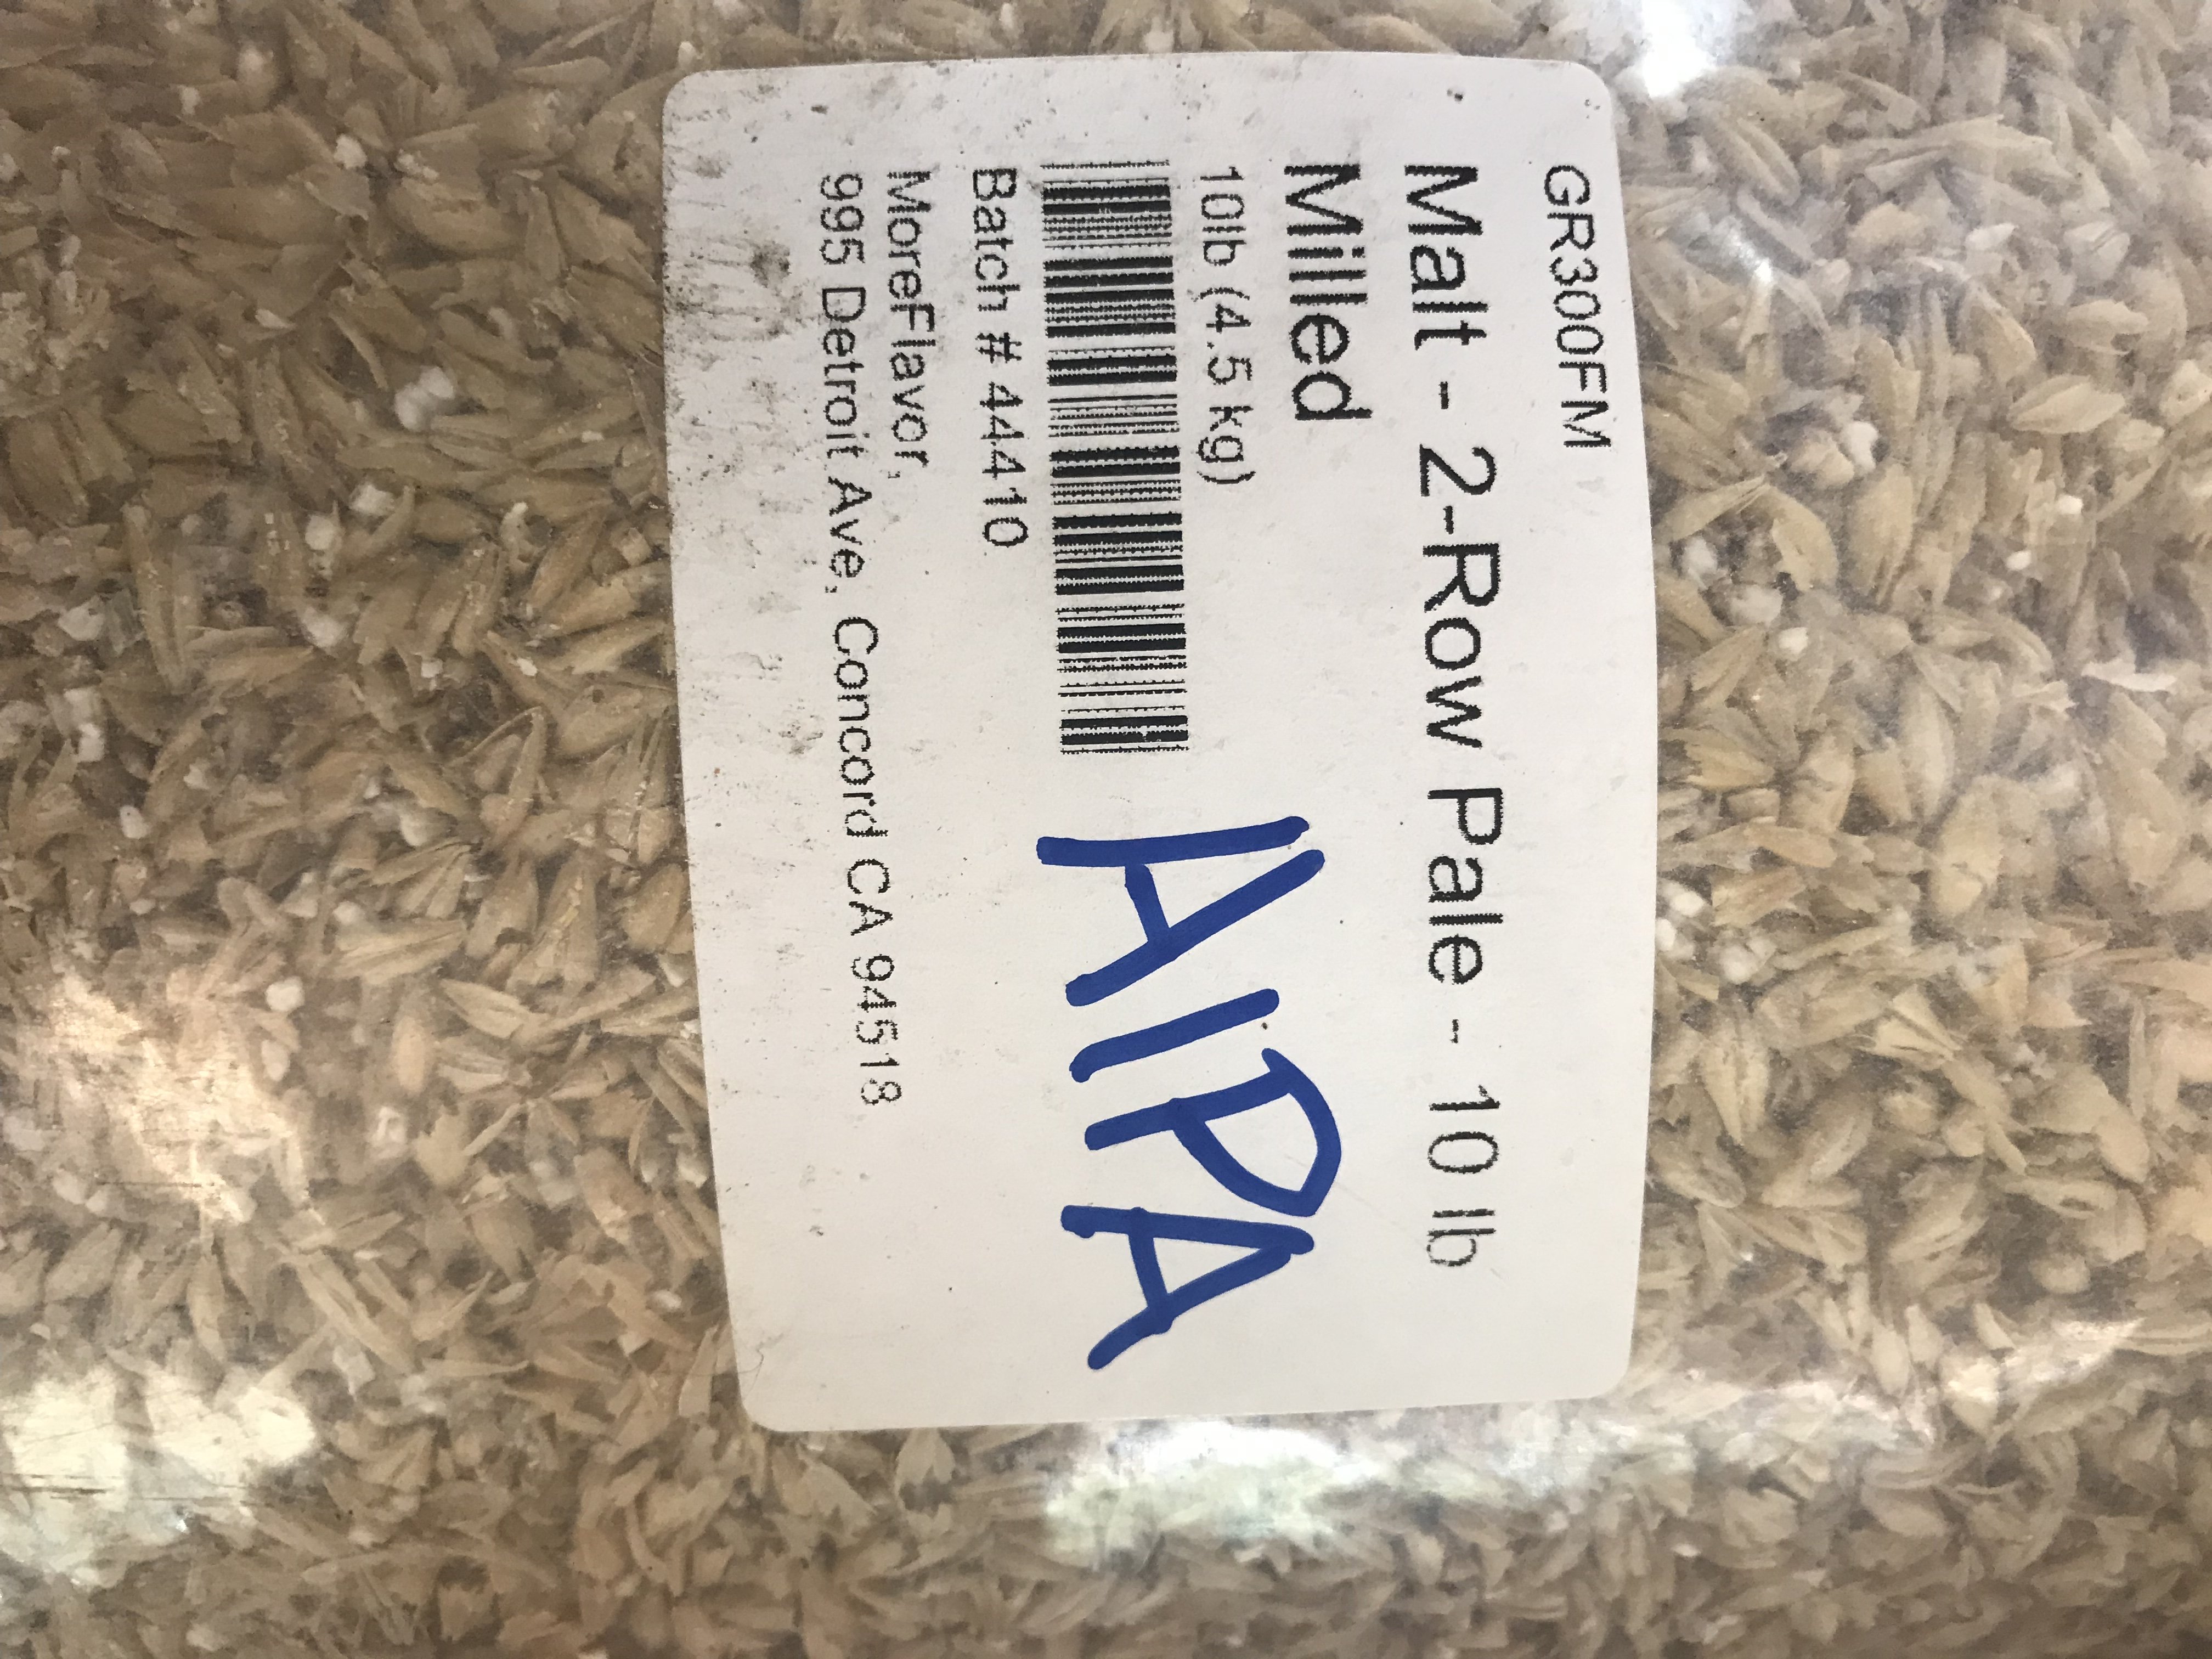 GR300FM
Malt - 2-Row Pale - 10 lb
Milled
10lb (4.5 kg)
AIPA
Batch # 44410
MoreFlavor,
995 Detroit Ave, Concord CA 94518